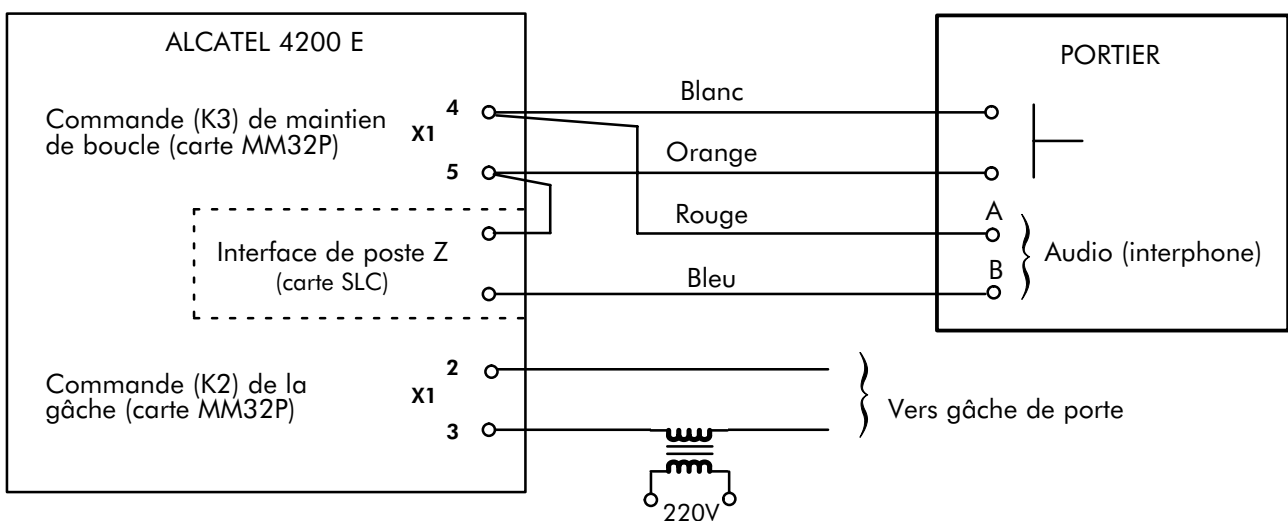 ALCATEL 4200 E
PORTIER
Commande (K3) de maintien
de boucle (carte MM32P)
X1
4
5
Blanc
Orange
Rouge
Bleu
A
B
Audio (interphone)
Interface de poste Z
(carte SLC)
Commande (K2) de la
gâche (carte MM32P)
X1
2
3
Vers gâche de porte
220V